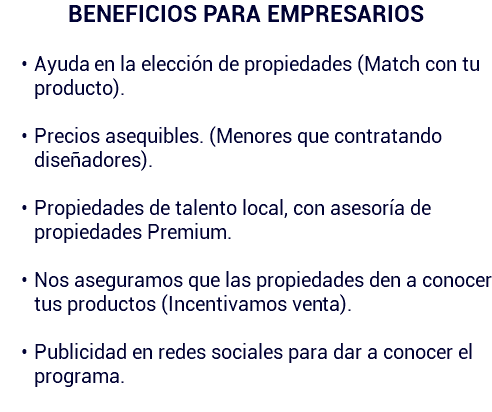 BENEFICIOS PARA EMPRESARIOS
• Ayuda en la elección de propiedades (Match con tu
producto).
• Precios asequibles. (Menores que contratando
diseñadores).
• Propiedades de talento local, con asesoría de
propiedades Premium.
• Nos aseguramos que las propiedades den a conocer
tus productos (Incentivamos venta).
• Publicidad en redes sociales para dar a conocer el
programa.